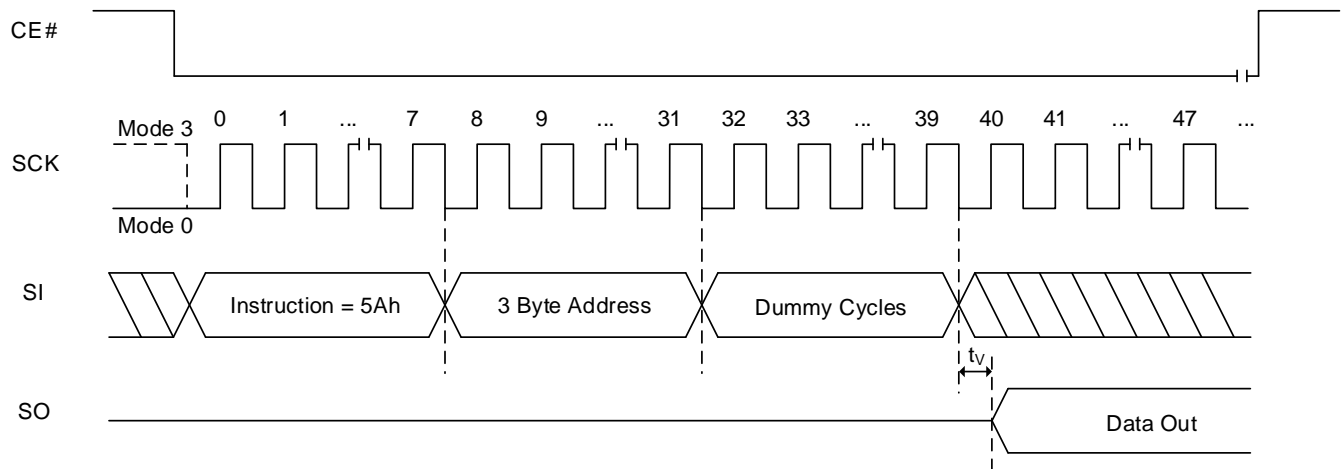 CE#
0 1 ... 7 8 9 ... 31 32 33 ... 39 40 41 ... 47 ...
Mode 3
SCK
Mode 0
SI
Instruction = 5Ah
3 Byte Address
Dummy Cycles
tV
SO
Data Out